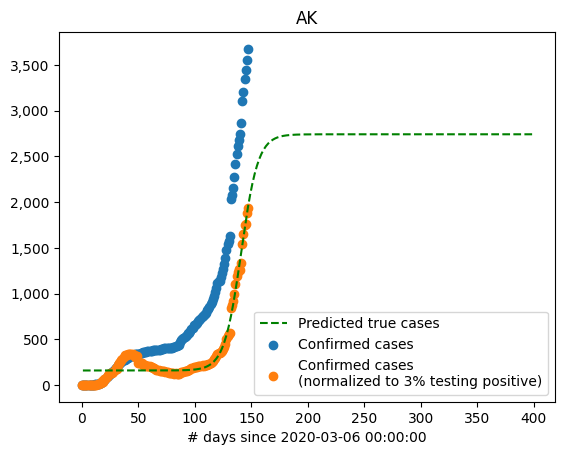 AK
3,500
3,000
2,500
2,000
1,500
1,000
500
0
Predicted true cases
Confirmed cases
Confirmed cases
(normalized to 3% testing positive)
0 50 100 150 200 250 300 350 400
# days since 2020-03-06 00:00:00